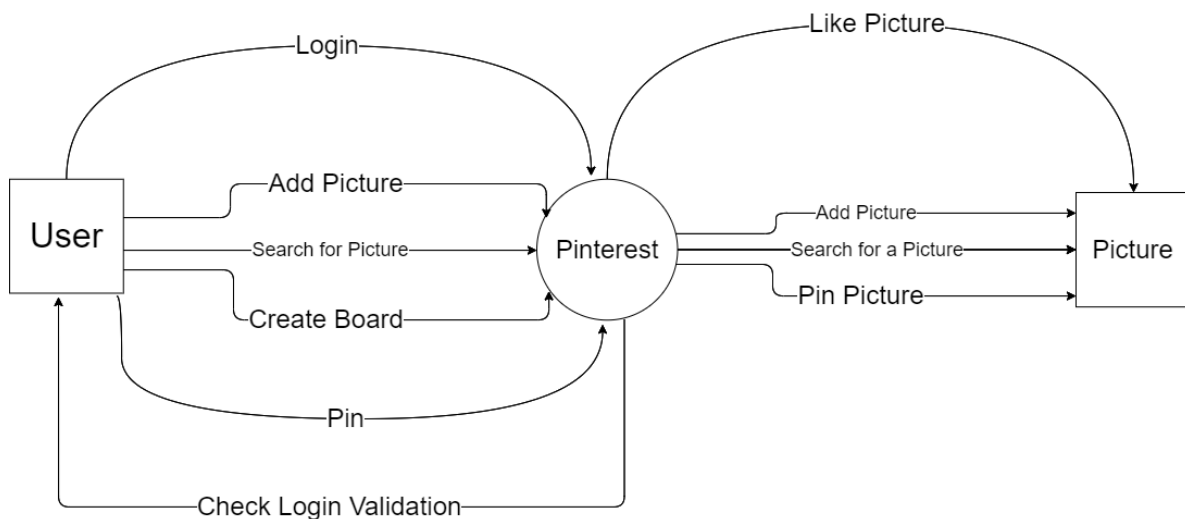 Like Picture
Login
Add Picture
Add Picture
User
Search for Picture
Pinterest
Search for a Picture
Picture
Pin Picture
Create Board
Pin
Check Login Validation